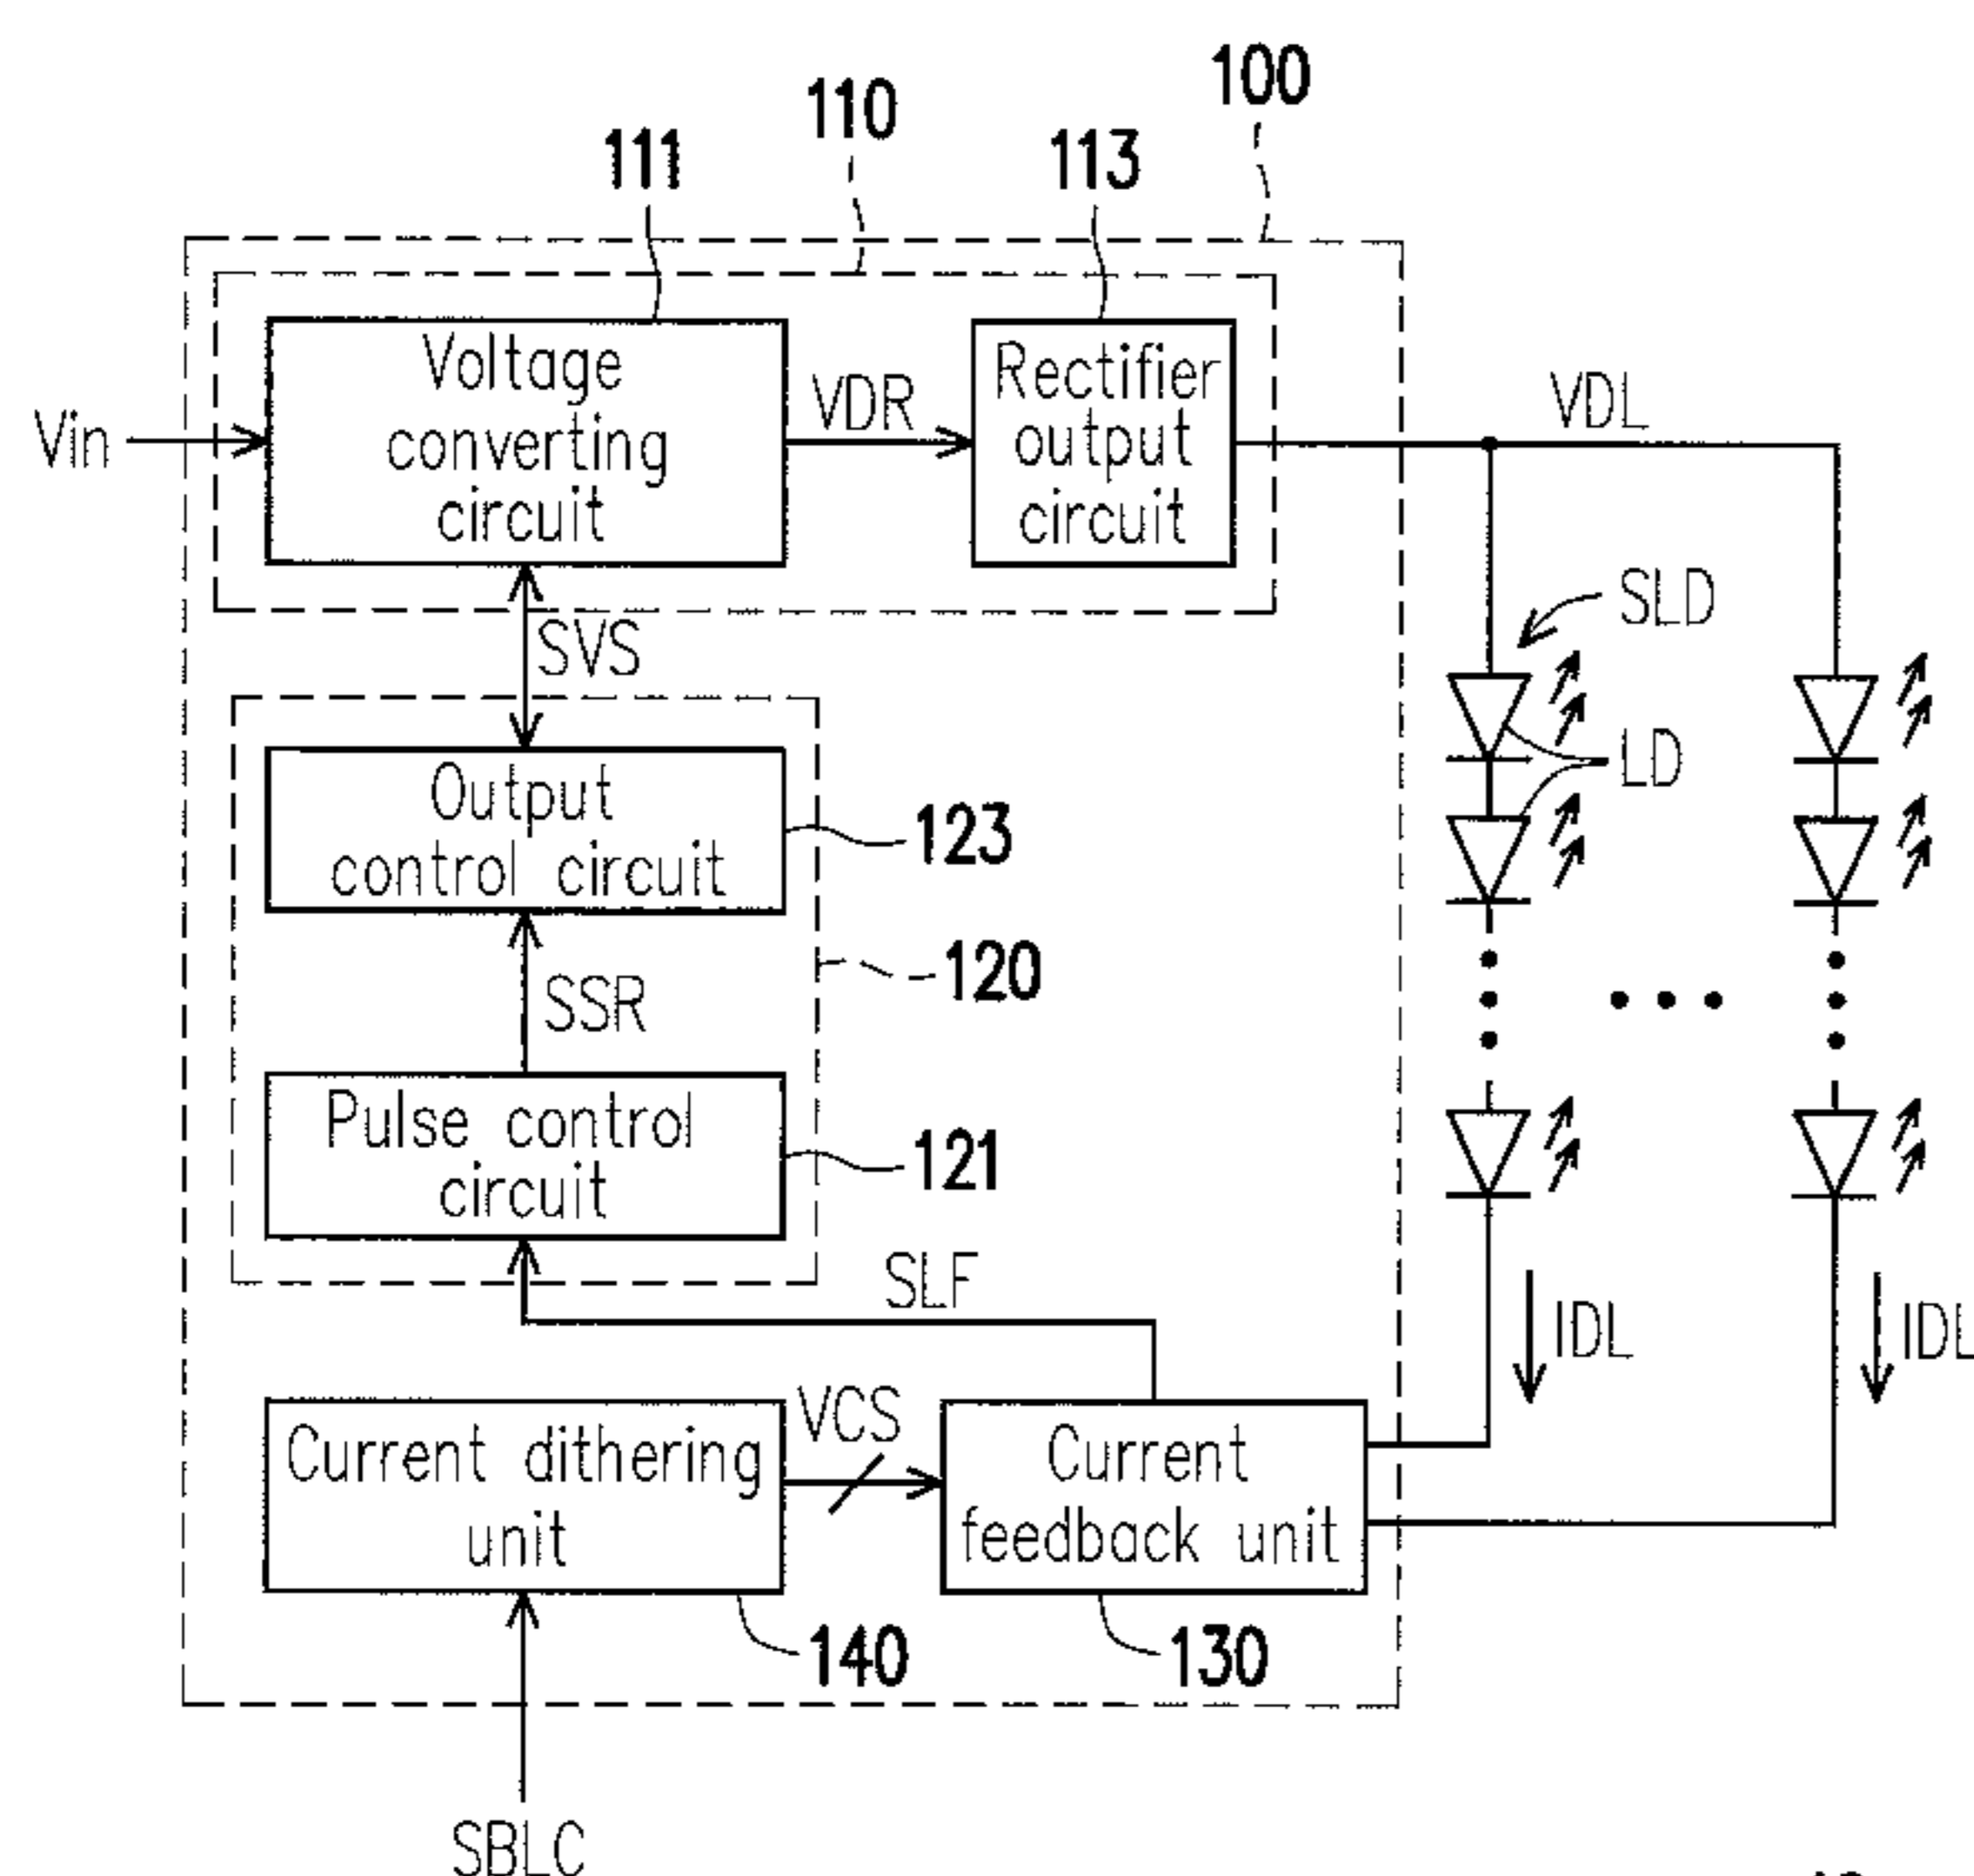 100
110
111
113
Voltage
converting
circuit
Rectifier
output
circuit
Vin
VDR
VDL
SVS
SLD
LD
Output
control circuit
123
120
SSR
Pulse control
circuit
121
SLF
IDL
IDL
Current dithering
unit
VCS
Current
feedback unit
140
130
SBLC